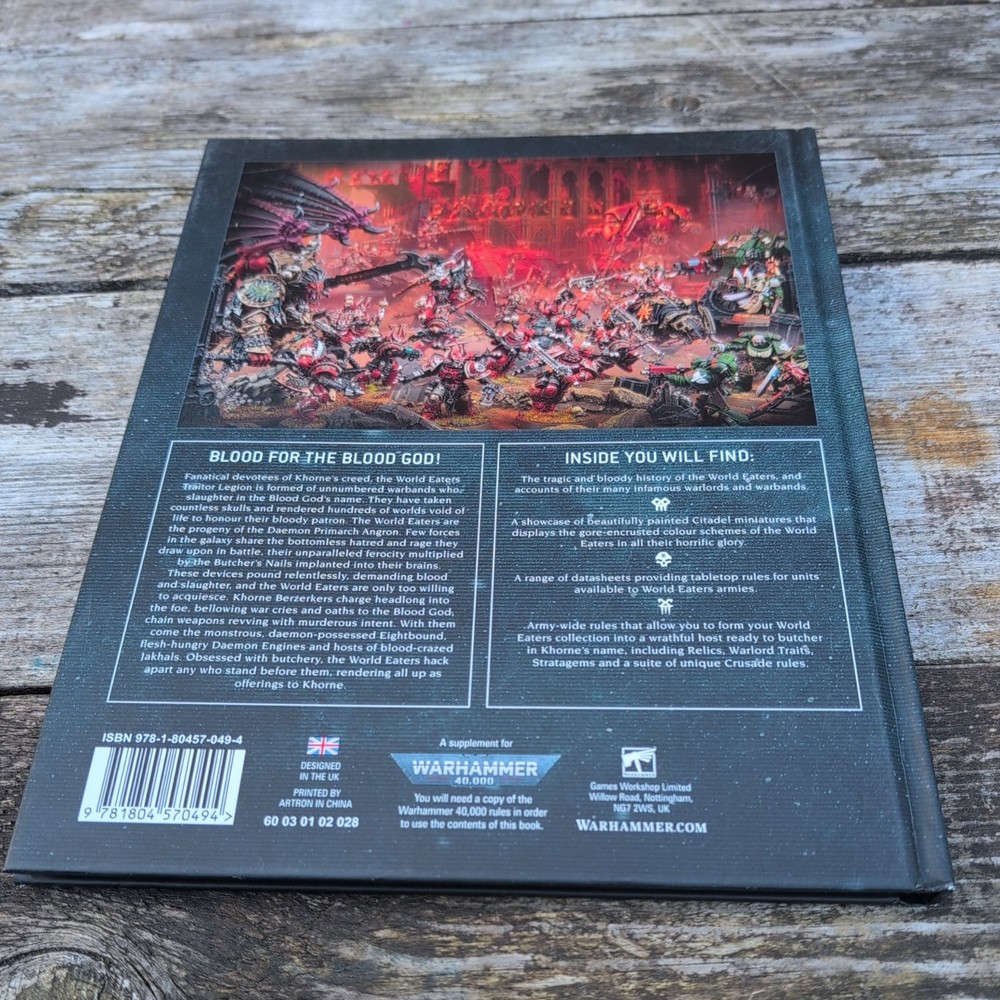 BLOOD FOR THE BLOOD GOD!
Fanatical devotees of Khorne's creed, the World Eaters
Traitor Legion is formed of unnumbered warbands who
slaughter in the Blood God's name. They have taken
countless skulls and rendered hundreds of worlds void of
life to honour their bloody patron. The World Eaters are
the progeny of the Daemon Primarch Angron. Few forces
in the galaxy share the bottomless hatred and rage they
draw upon in battle, their unparalleled ferocity multiplied
by the Butcher's Nails implanted into their brains.
These devices pound relentlessly, demanding blood
and slaughter, and the World Eaters are only too willing
to acquiesce. Khorne Berzerkers charge headlong into
the foe, bellowing war cries and oaths to the Blood God,
chain weapons revving with murderous intent. With them
come the monstrous, daemon-possessed Eightbound,
flesh-hungry Daemon Engines and hosts of blood-crazed
Jakhals. Obsessed with butchery, the World Eaters hack
apart any who stand before them, rendering all up as
offerings to Khorne.
INSIDE YOU WILL FIND:
The tragic and bloody history of the World Eaters, and
accounts of their many infamous warlords and warbands.
A showcase of beautifully painted Citadel miniatures that
displays the gore-encrusted colour schemes of the World
Eaters in all their horrific glory.
A range of datasheets providing tabletop rules for units
available to World Eaters armies.
Army-wide rules that allow you to form your World
Eaters collection into a wrathful host ready to butcher
in Khorne's name, including Relics, Warlord Traits,
Stratagems and a suite of unique Crusade rules.
ISBN 978-1-80457-049-4
9 781804 570494 >
DESIGNED
IN THE UK
PRINTED BY
ARTRON IN CHINA
60 03 01 02 028
A supplement for
WARHAMMER
40,000
You will need a copy of the
Warhammer 40,000 rules in order
to use the contents of this book.
Games Workshop Limited
Willow Road, Nottingham,
NG7 2WS, UK
WARHAMMER.COM